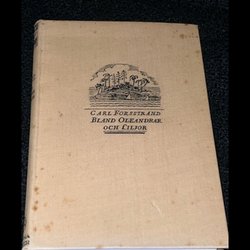 CARL FORSSTRAND
BLAND OLEANDRAR
OCH LILJOR